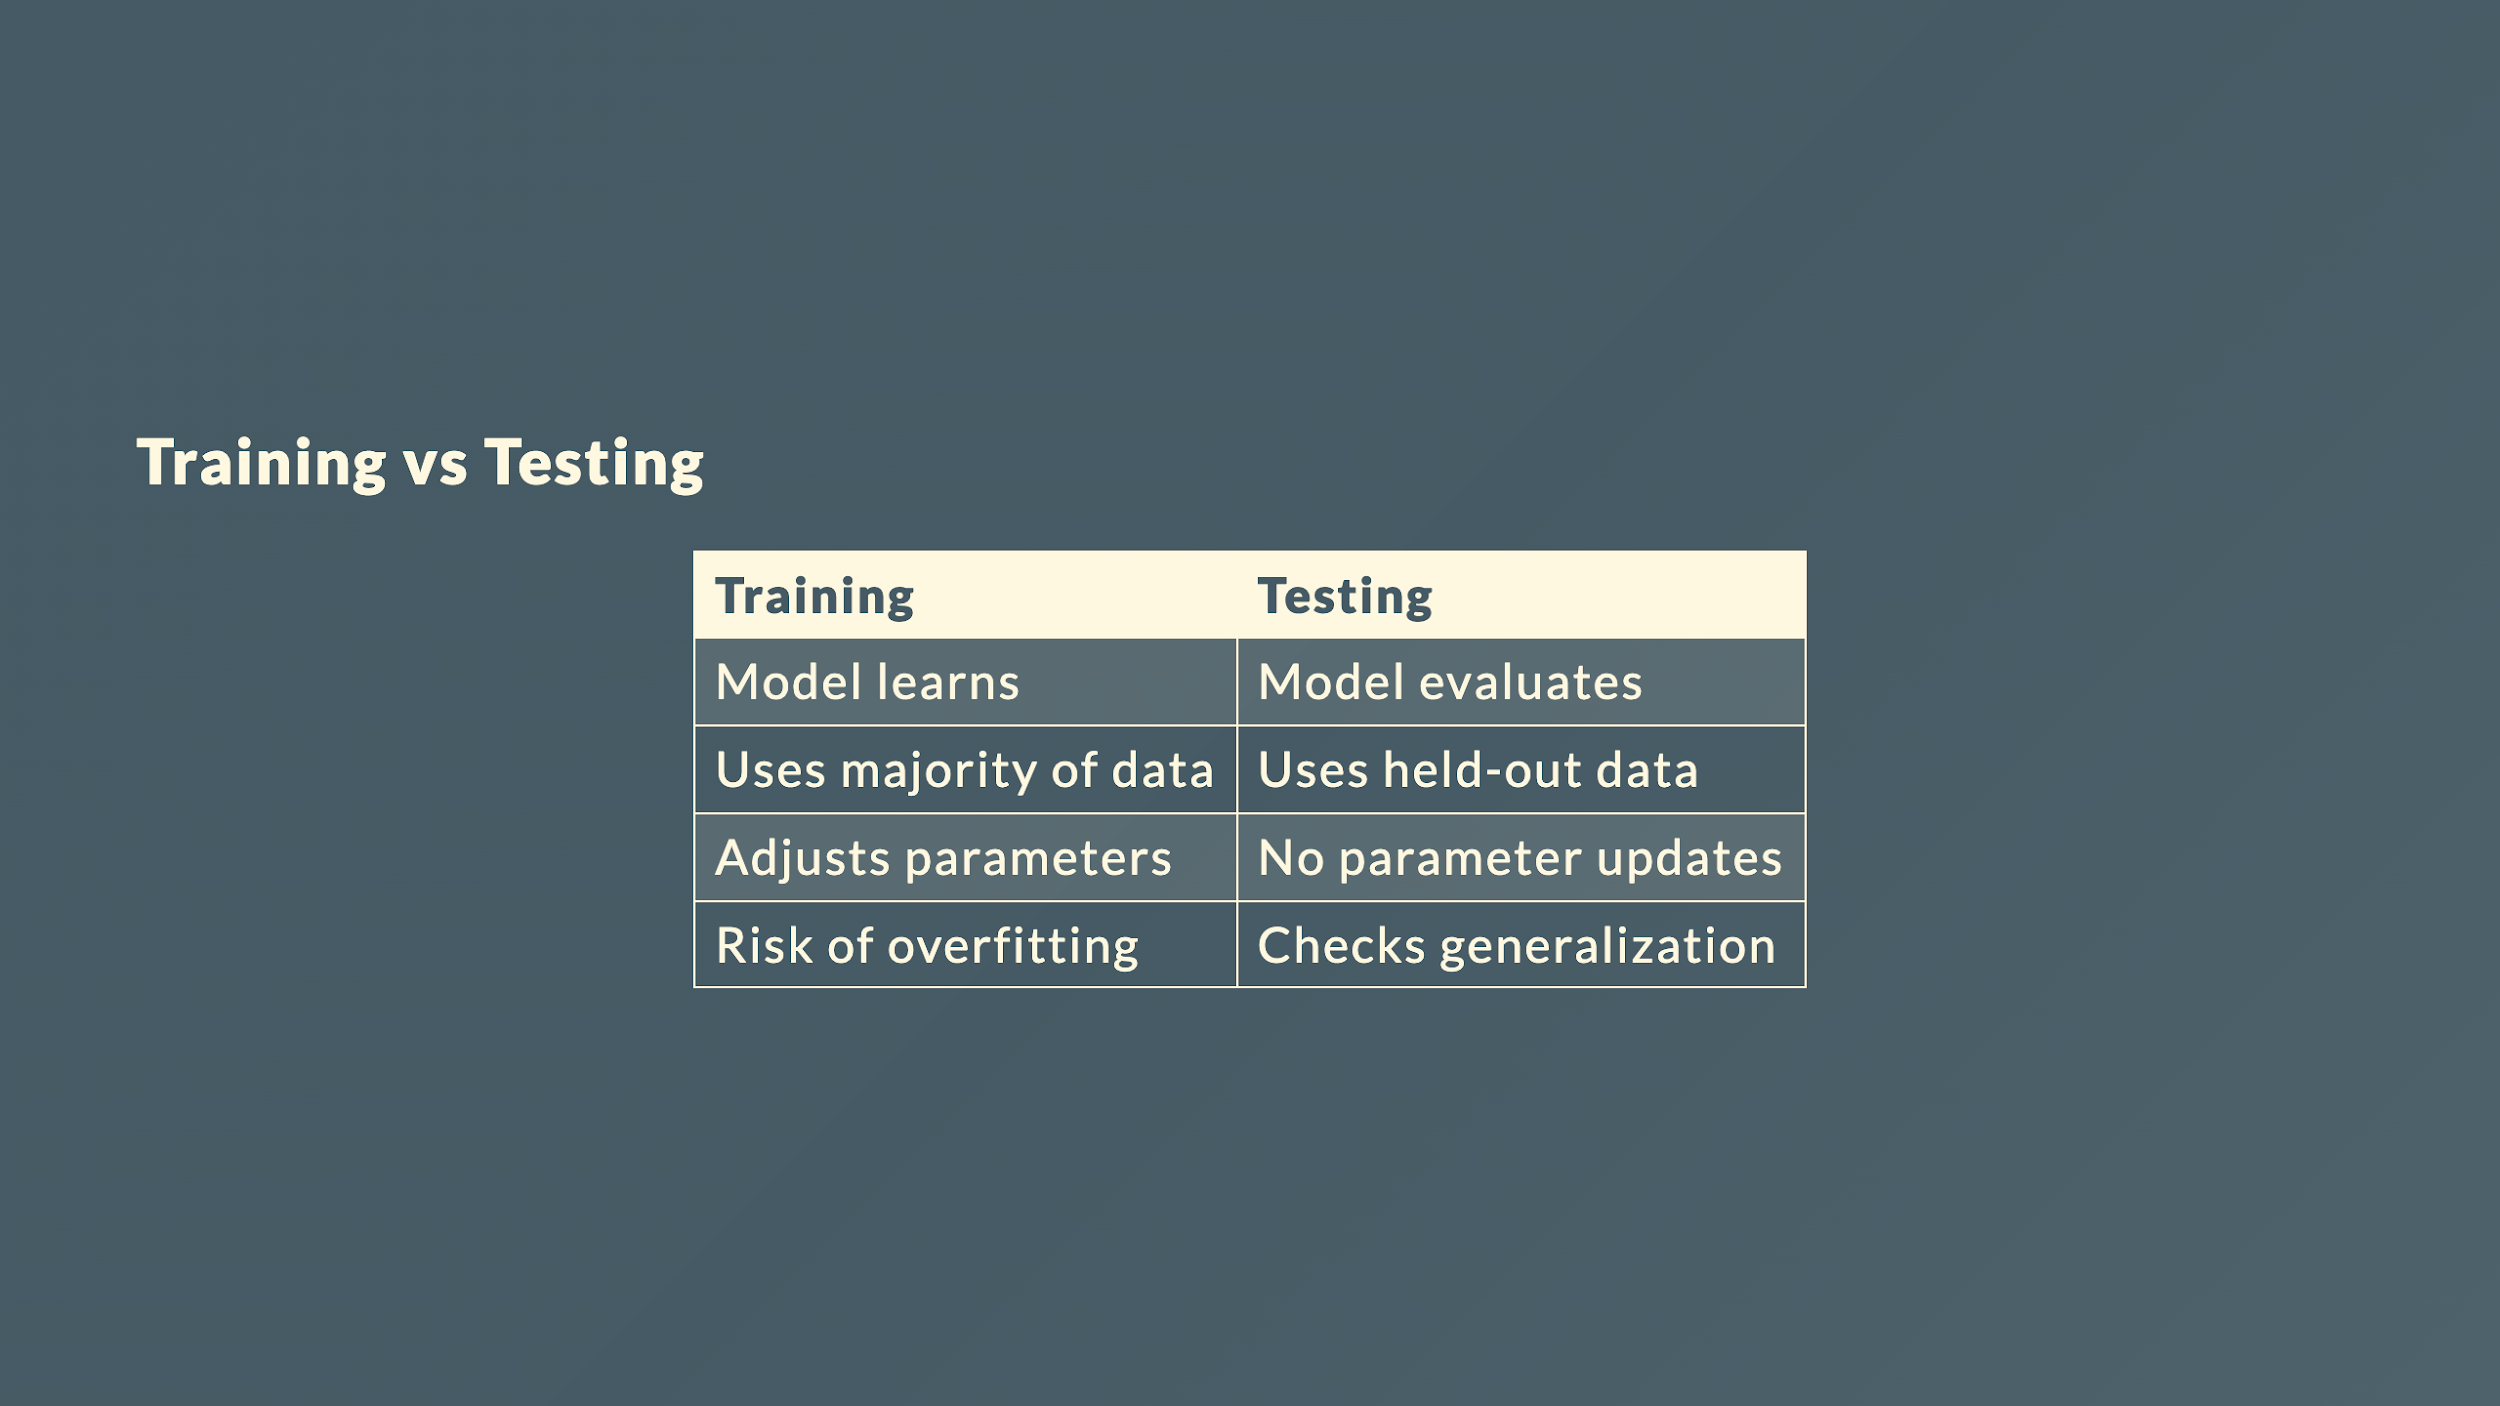 Training vs Testing
Training Testing
Model learns Model evaluates
Uses majority of data Uses held-out data
Adjusts parameters No parameter updates
Risk of overfitting Checks generalization